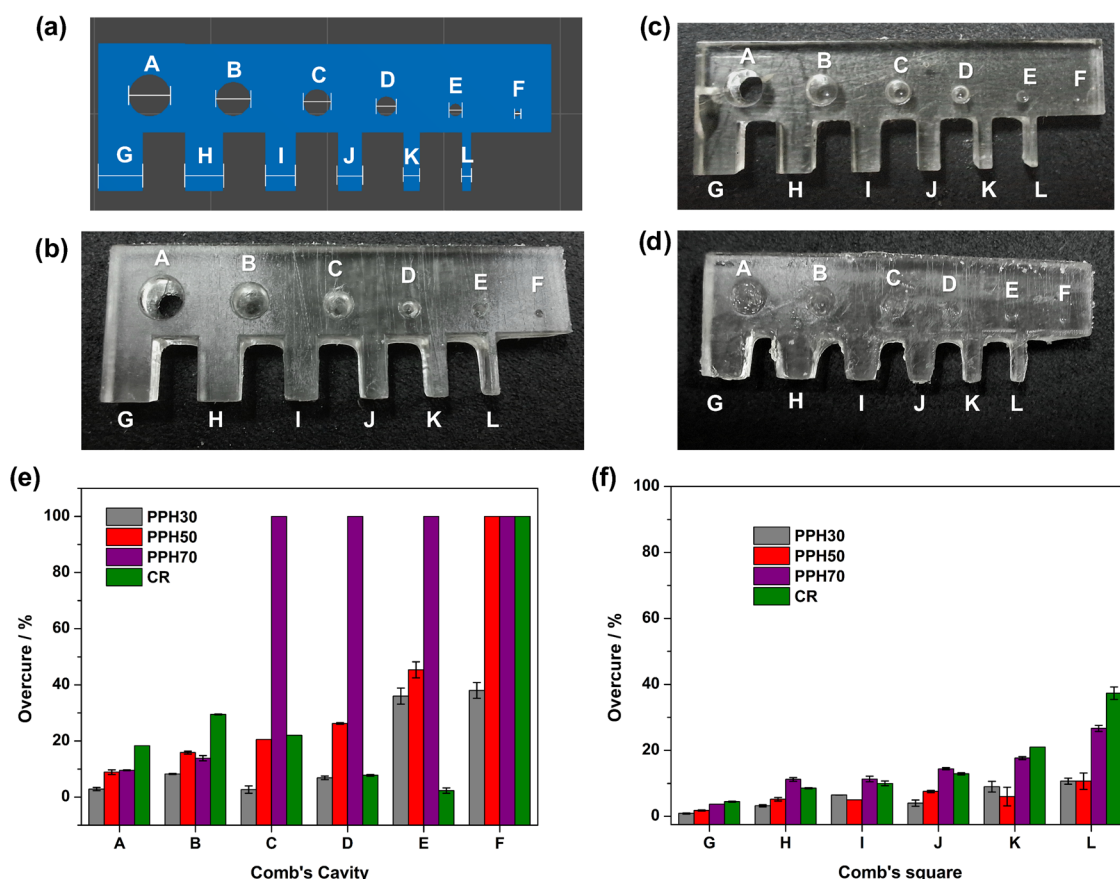 (a)
A
B
C
D
E
F
G
H
I
J
K
L
(b)
A
B
C
D
E
F
G
H
I
J
K
L
(c)
A
B
C
D
E
F
G
H
I
J
K
L
(d)
A
B
C
D
E
F
G
H
I
J
K
L
(e)
Overcure / %
100
80
60
40
20
0
PPH30
PPH50
PPH70
CR
A B C D E F
Comb's Cavity
(f)
Overcure / %
100
80
60
40
20
0
PPH30
PPH50
PPH70
CR
G H I J K L
Comb's square